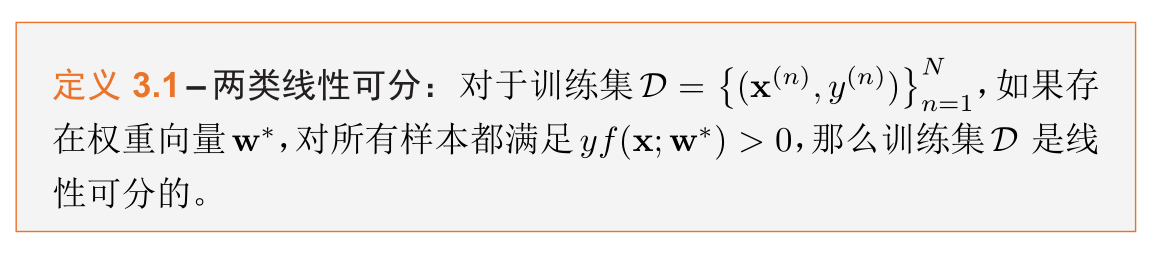 定义 3.1 – 两类线性可分：对于训练集 𝒟 = {(𝐱⁽ⁿ⁾, y⁽ⁿ⁾)}ᴺₙ₌₁，如果存
在权重向量 𝐰*，对所有样本都满足 yf(𝐱; 𝐰*) > 0，那么训练集 𝒟 是线
性可分的。